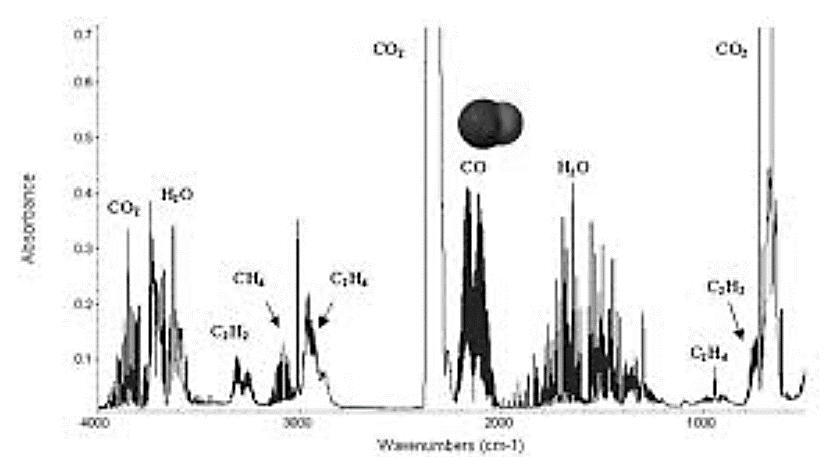 0.7
CO₂
CO₂
0.6
0.5
Absorbance
CO
H₂O
0.4
H₂O
CO₂
0.3
CH₄
C₂H₄
C₂H₂
0.2
C₂H₂
C₂H₄
0.1
4000
3000
2000
1000
Wavenumbers (cm-1)